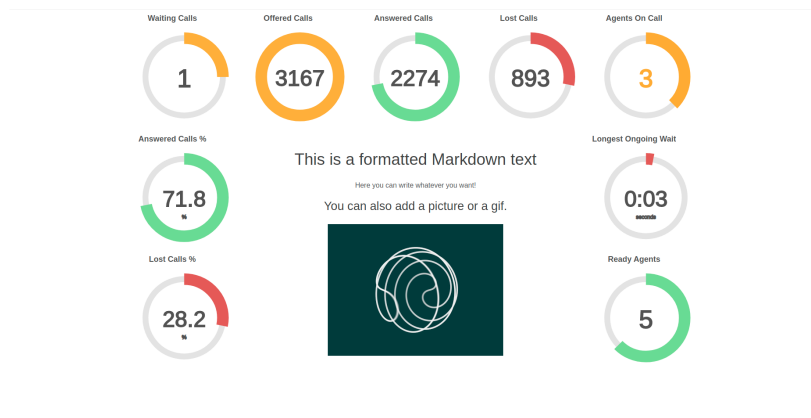 Waiting Calls
Offered Calls
Answered Calls
Lost Calls
Agents On Call
1
3167
2274
893
3
Answered Calls %
71.8
%
This is a formatted Markdown text
Here you can write whatever you want!
You can also add a picture or a gif.
Longest Ongoing Wait
0:03
seconds
Lost Calls %
28.2
%
Ready Agents
5